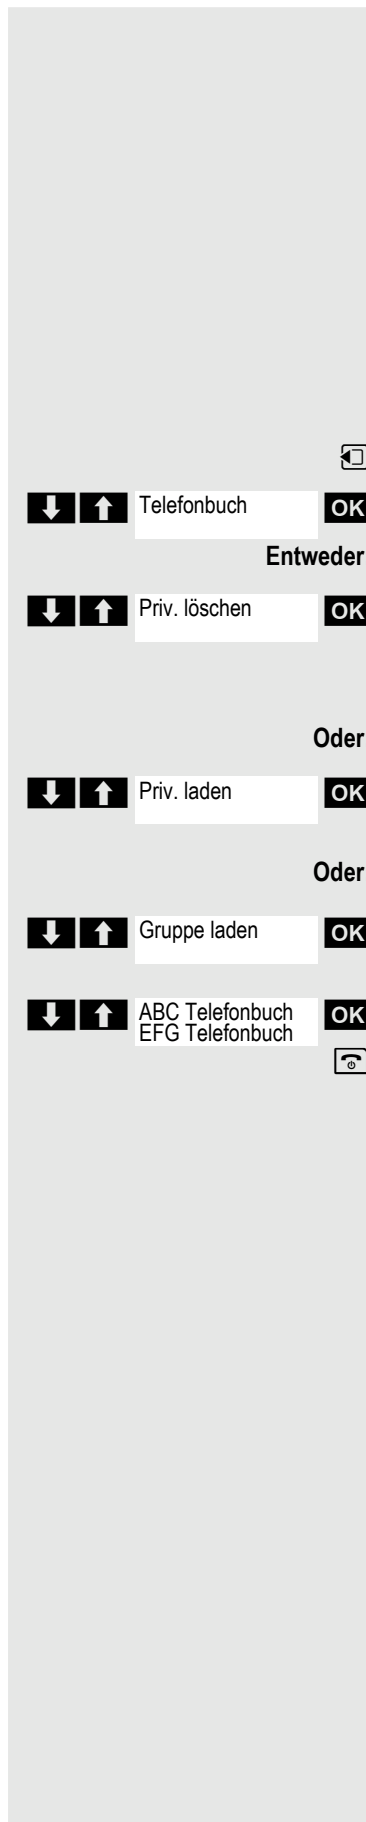 Telefonbuch OK
Entweder
Priv. löschen OK
Oder
Priv. laden OK
Oder
Gruppe laden OK
ABC Telefonbuch OK
EFG Telefonbuch